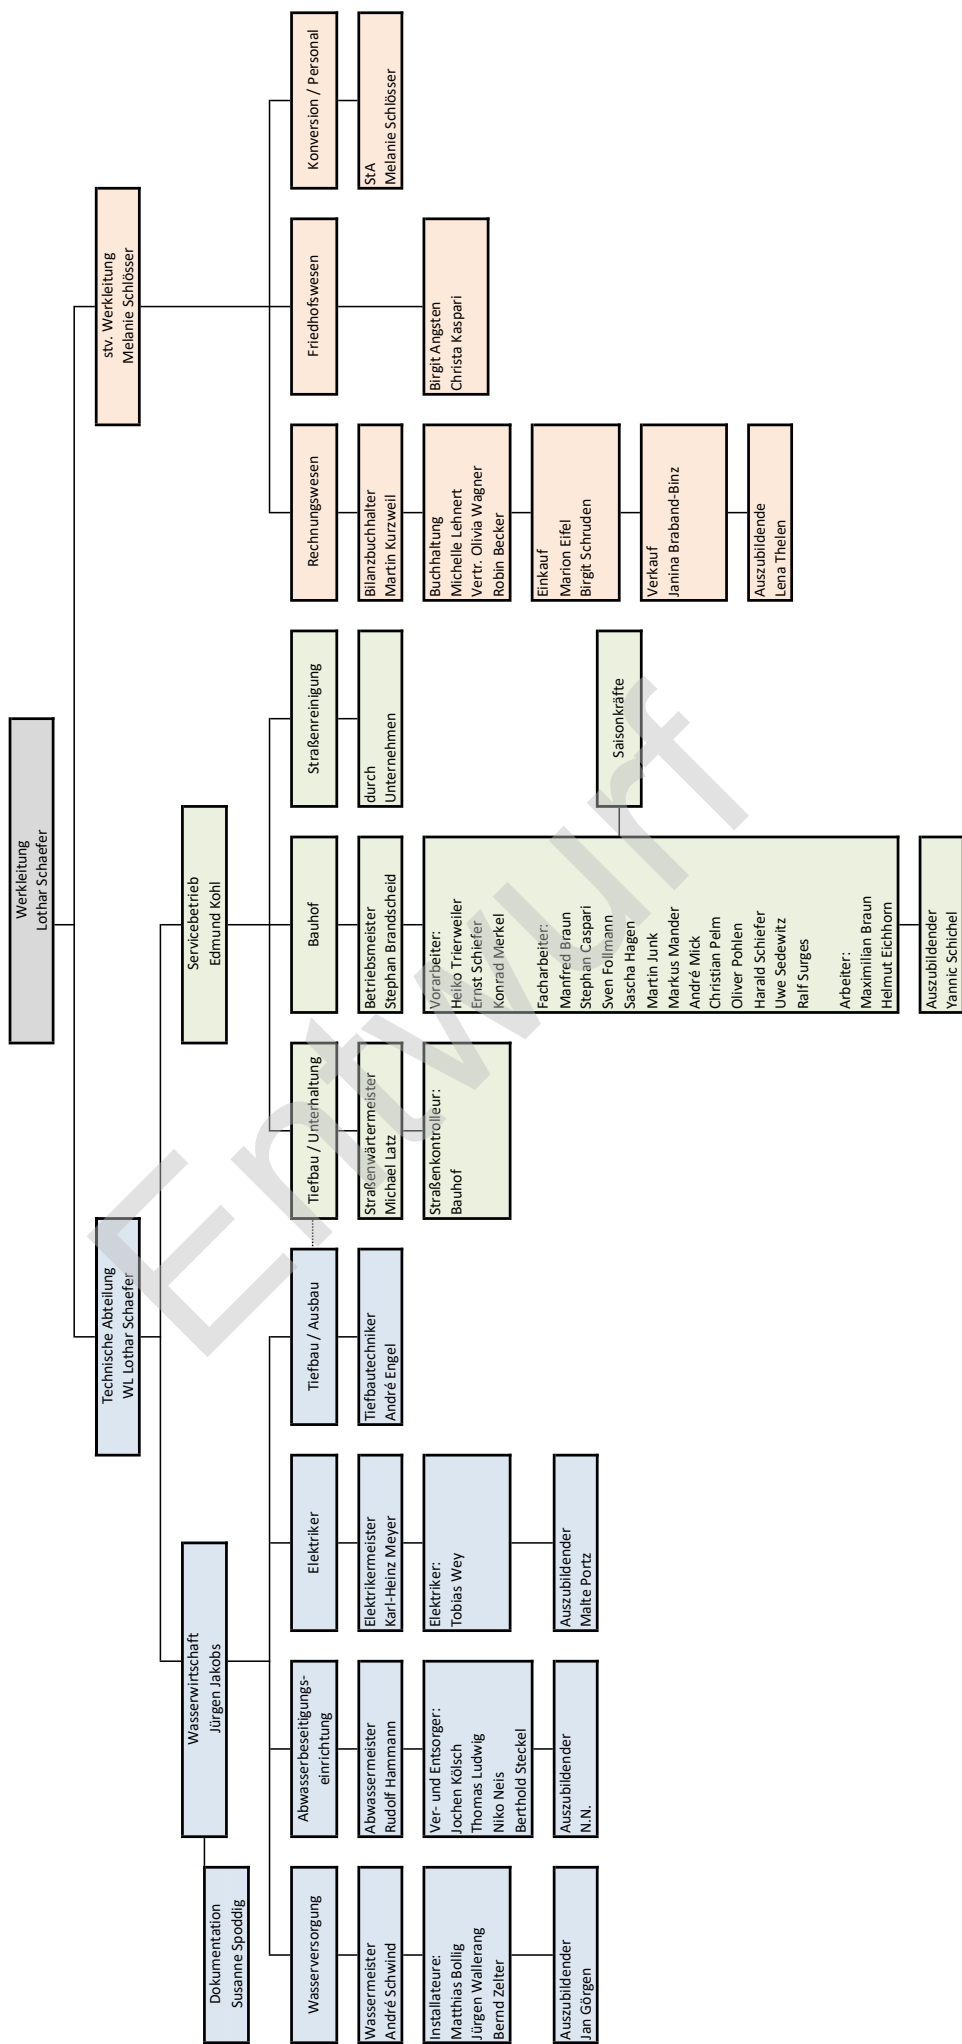 Werkleitung
Lothar Schaefer
Technische Abteilung
WL Lothar Schaefer
stv. Werkleitung
Melanie Schlösser
Wasserwirtschaft
Jürgen Jakobs
Servicebetrieb
Edmund Kohl
Dokumentation
Susanne Spoddig
Wasserversorgung
Wassermeister
André Schwind
Installateure:
Matthias Bollig
Jürgen Wallerang
Bernd Zelter
Auszubildender
Jan Görgen
Abwasserbeseitigungs-
einrichtung
Abwassermeister
Rudolf Hammann
Ver- und Entsorger:
Jochen Kölsch
Thomas Ludwig
Niko Neis
Berthold Steckel
Auszubildender
N.N.
Elektriker
Elektrikermeister
Karl-Heinz Meyer
Elektriker:
Tobias Wey
Auszubildender
Malte Portz
Tiefbau / Ausbau
Tiefbautechniker
André Engel
Tiefbau / Unterhaltung
Straßenwärtermeister
Michael Latz
Straßenkontrolleur:
Bauhof
Bauhof
Betriebsmeister
Stephan Brandscheid
Vorarbeiter:
Heiko Trierweiler
Ernst Schiefer
Konrad Merkel
Facharbeiter:
Manfred Braun
Stephan Caspari
Sven Follmann
Sascha Hagen
Martin Junk
Markus Mander
André Mick
Christian Pelm
Oliver Pohlen
Harald Schiefer
Uwe Sedewitz
Ralf Surges
Arbeiter:
Maximilian Braun
Helmut Eichhorn
Auszubildender
Yannic Schichel
Saisonkräfte
Straßenreinigung
durch
Unternehmen
Rechnungswesen
Bilanzbuchhalter
Martin Kurzweil
Buchhaltung
Michelle Lehnert
Vertr. Olivia Wagner
Robin Becker
Einkauf
Marion Eifel
Birgit Schruden
Verkauf
Janina Braband-Binz
Auszubildende
Lena Thelen
Friedhofswesen
Birgit Angsten
Christa Kaspari
Konversion / Personal
StA
Melanie Schlösser
Entwurf